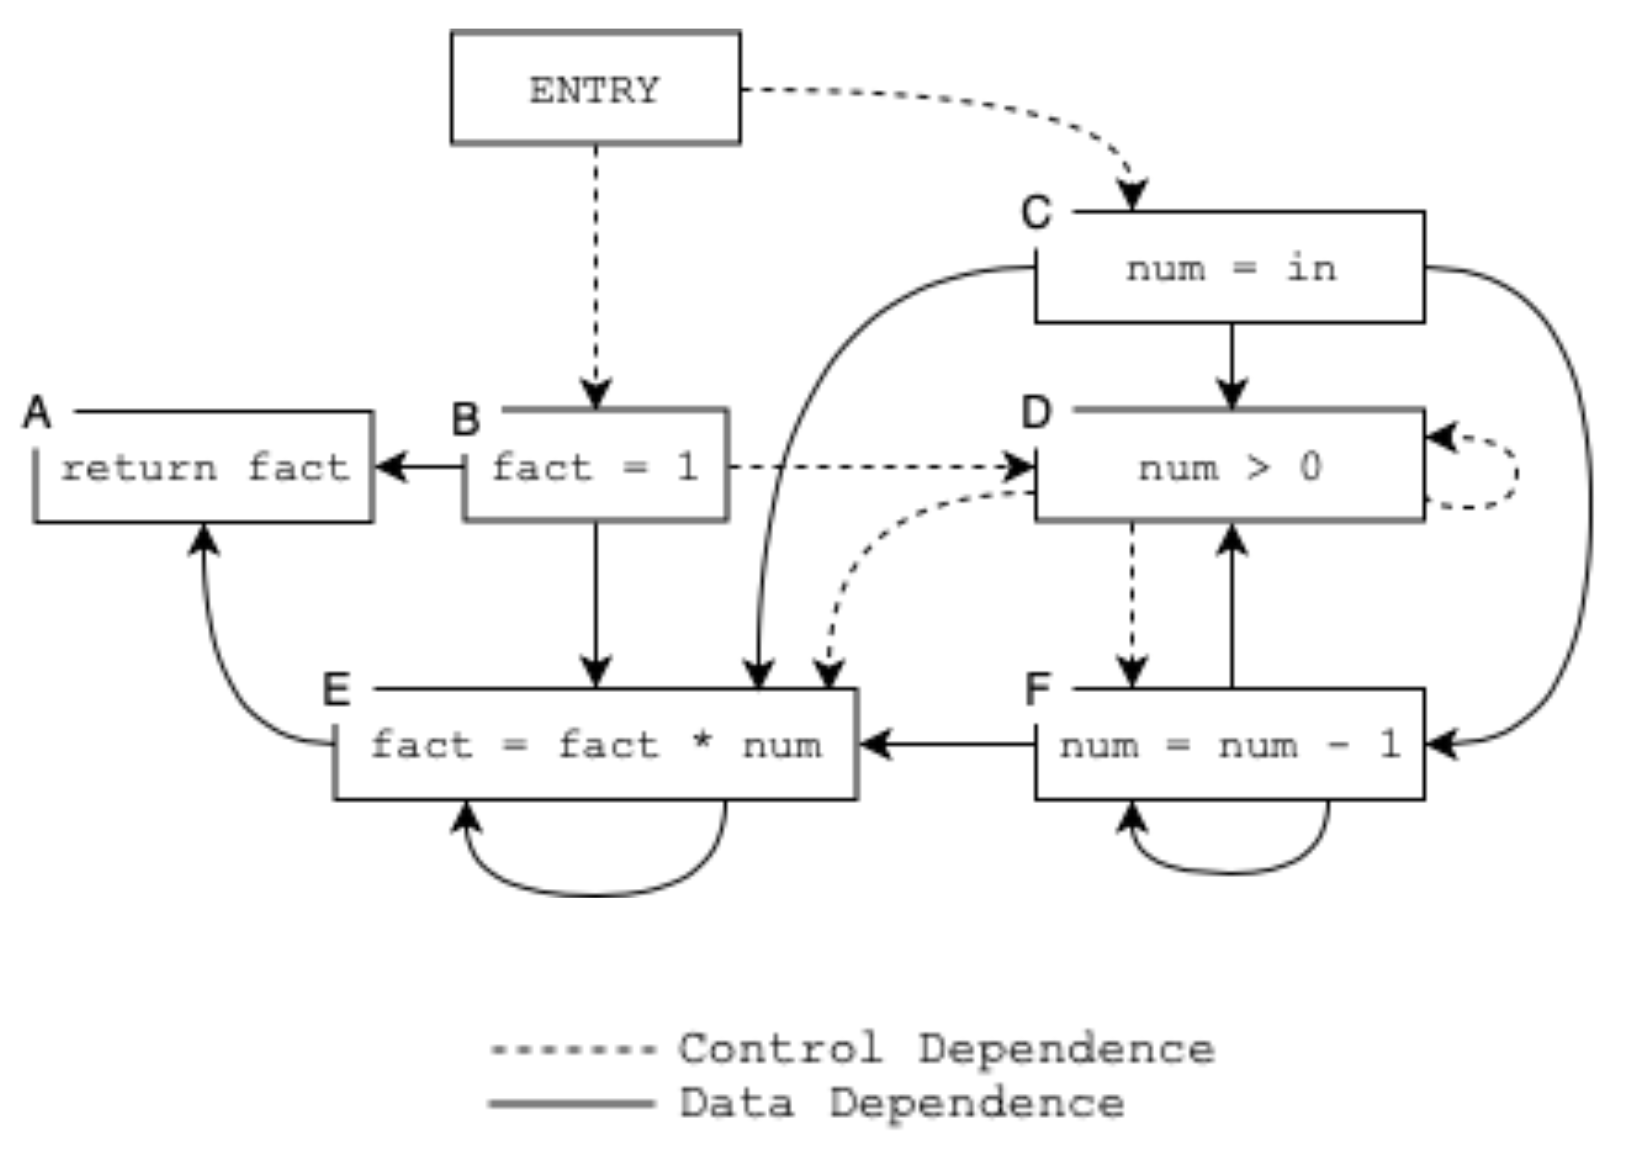 ENTRY
C
num = in
A
return fact
B
fact = 1
D
num > 0
E
fact = fact * num
F
num = num - 1
Control Dependence
Data Dependence